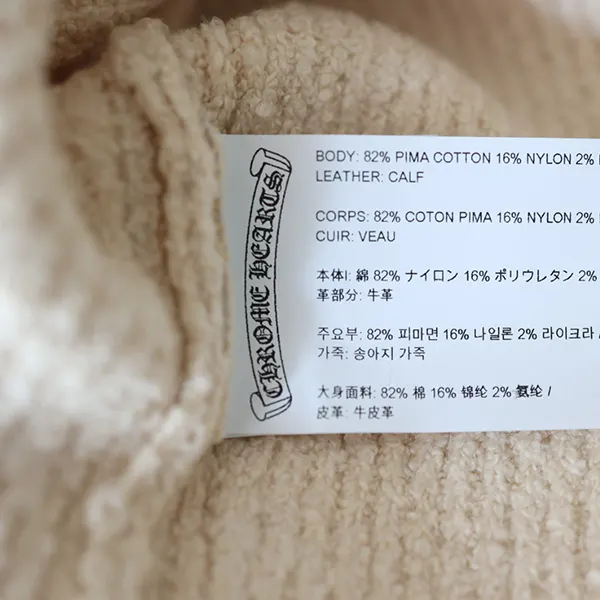 CHROME HEARTS
BODY: 82% PIMA COTTON 16% NYLON 2%
LEATHER: CALF
CORPS: 82% COTON PIMA 16% NYLON 2%
CUIR: VEAU
本体I: 綿 82% ナイロン 16% ポリウレタン 2%
革部分: 牛革
주요부: 82% 피마면 16% 나일론 2% 라이크라 /
가죽: 송아지 가죽
大身面料: 82% 棉 16% 锦纶 2% 氨纶 /
皮革: 牛皮革